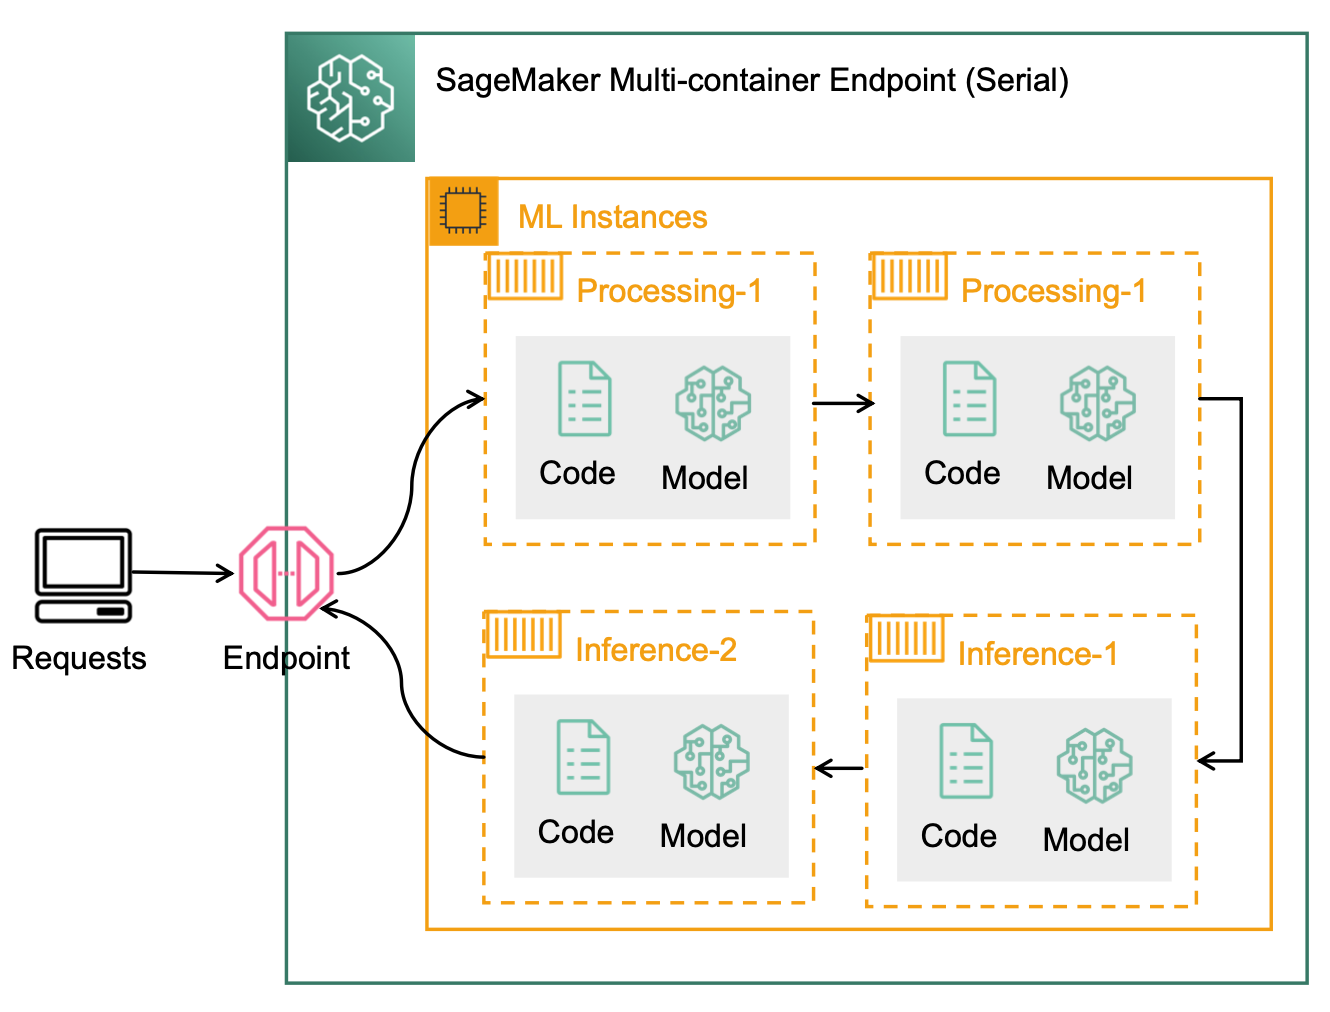 SageMaker Multi-container Endpoint (Serial)
ML Instances
Processing-1
Code
Model
Processing-1
Code
Model
Requests
Endpoint
Inference-2
Code
Model
Inference-1
Code
Model